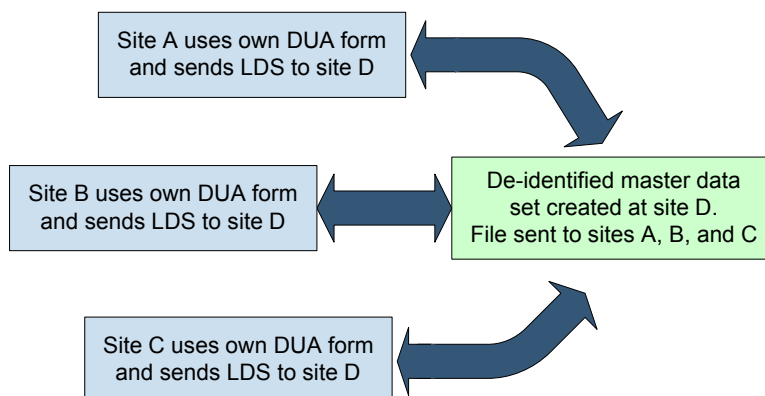 Site A uses own DUA form
and sends LDS to site D
Site B uses own DUA form
and sends LDS to site D
De-identified master data
set created at site D.
File sent to sites A, B, and C
Site C uses own DUA form
and sends LDS to site D